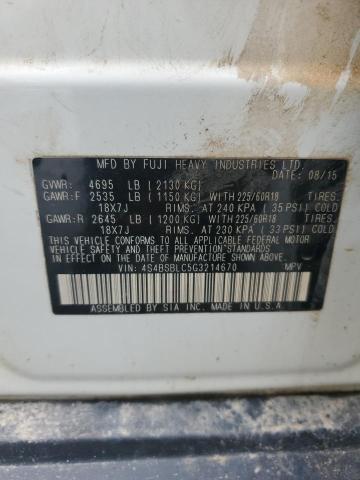 MFD BY FUJI HEAVY INDUSTRIES LTD.
DATE: 08/15
GVWR: 4695 LB ( 2130 KG)
GAWR:F 2535 LB ( 1150 KG) WITH 225/60R18 TIRES.
18X7J RIMS. AT 240 KPA ( 35 PSI) COLD
GAWR:R 2645 LB ( 1200 KG) WITH 225/60R18 TIRES.
18X7J RIMS. AT 230 KPA ( 33 PSI) COLD
THIS VEHICLE CONFORMS TO ALL APPLICABLE FEDERAL MOTOR
VEHICLE SAFETY, BUMPER, AND THEFT PREVENTION STANDARDS
IN EFFECT ON THE DATE OF MANUFACTURE SHOWN ABOVE.
VIN: 4S4BSBLC5G3214670 MPV
ASSEMBLED BY SIA INC. MADE IN U.S.A